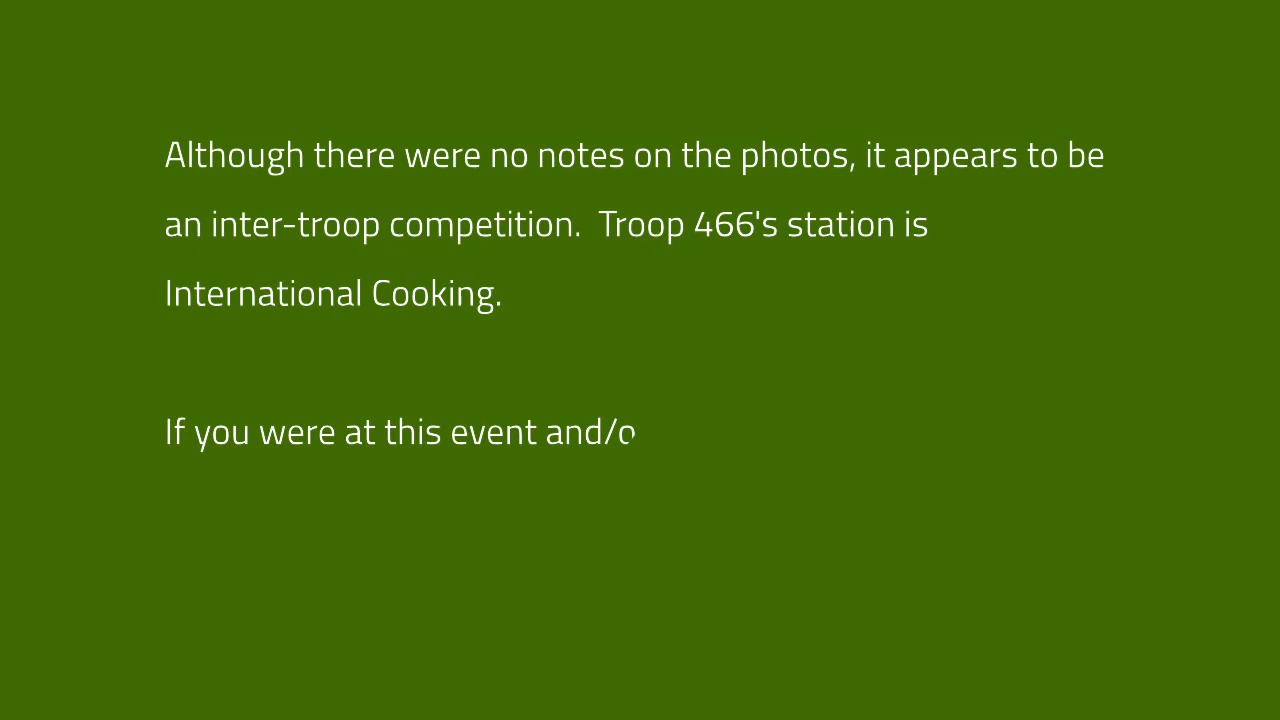 Although there were no notes on the photos, it appears to be
an inter-troop competition.  Troop 466's station is
International Cooking.
If you were at this event and/o